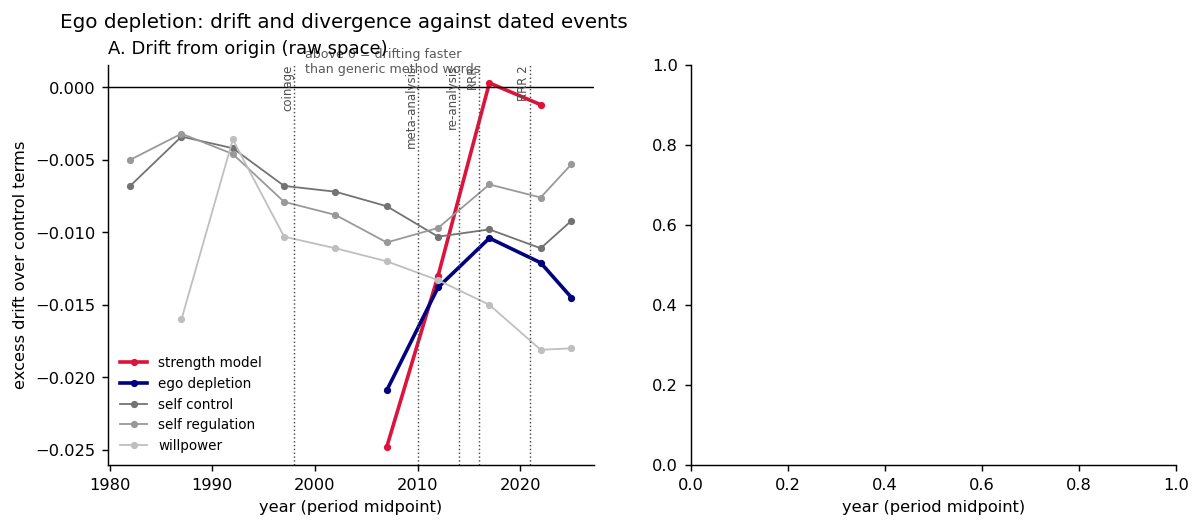 Ego depletion: drift and divergence against dated events
A. Drift from origin (raw space)
above 0 = drifting faster
than generic method words
coinage
meta-analysis
re-analysis
RRR
RRR 2
0.000
−0.005
−0.010
−0.015
−0.020
−0.025
excess drift over control terms
strength model
ego depletion
self control
self regulation
willpower
1980
1990
2000
2010
2020
year (period midpoint)
1.0
0.8
0.6
0.4
0.2
0.0
0.0
0.2
0.4
0.6
0.8
1.0
year (period midpoint)